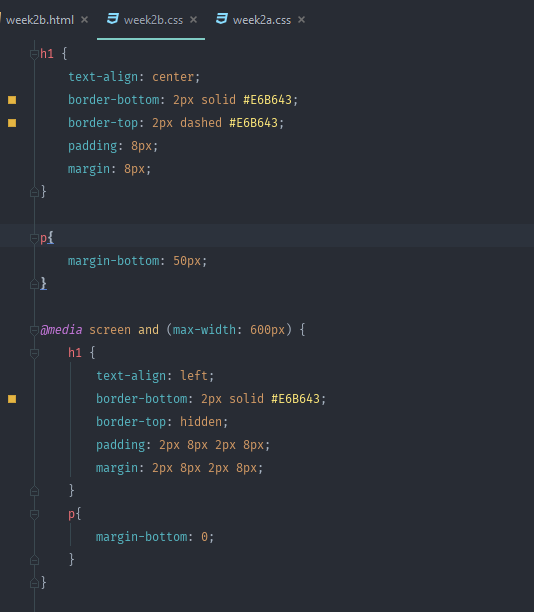 week2b.html × week2b.css × week2a.css ×
h1 {
text-align: center;
border-bottom: 2px solid #E6B643;
border-top: 2px dashed #E6B643;
padding: 8px;
margin: 8px;
}
p{
margin-bottom: 50px;
}
@media screen and (max-width: 600px) {
h1 {
text-align: left;
border-bottom: 2px solid #E6B643;
border-top: hidden;
padding: 2px 8px 2px 8px;
margin: 2px 8px 2px 8px;
}
p{
margin-bottom: 0;
}
}